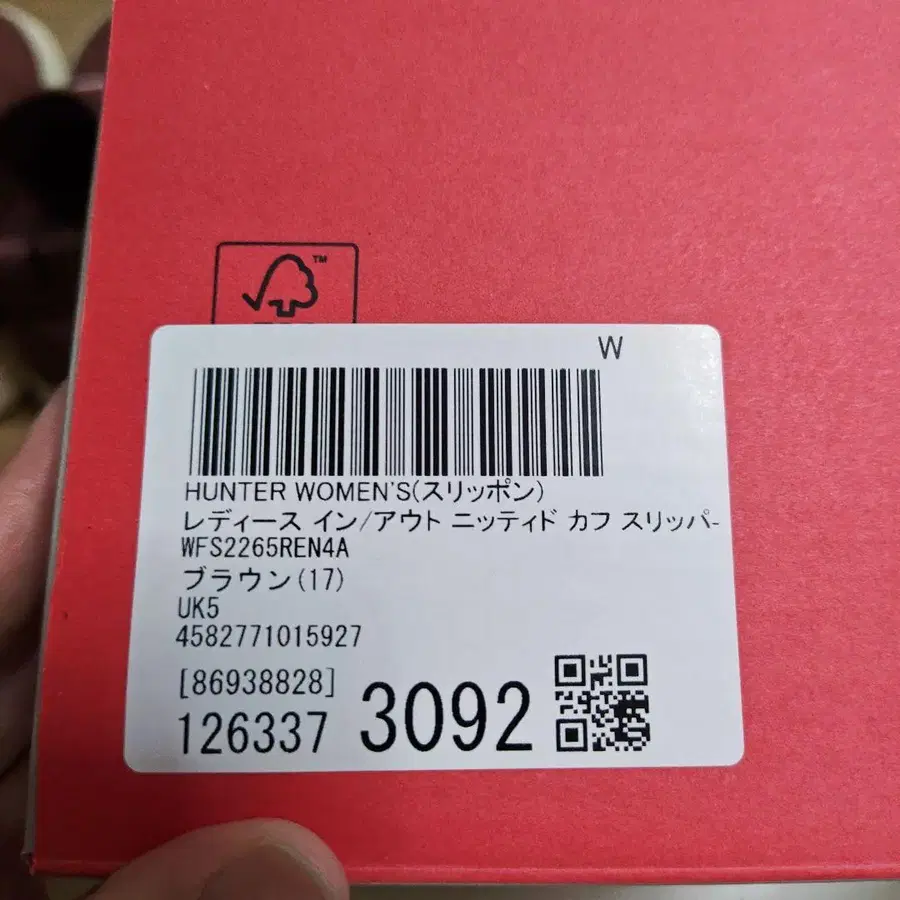 TM
W
HUNTER WOMEN'S(スリッポン)
レディース イン/アウト ニッティド カフ スリッパ-
WFS2265REN4A
ブラウン(17)
UK5
4582771015927
[86938828]
126337 3092